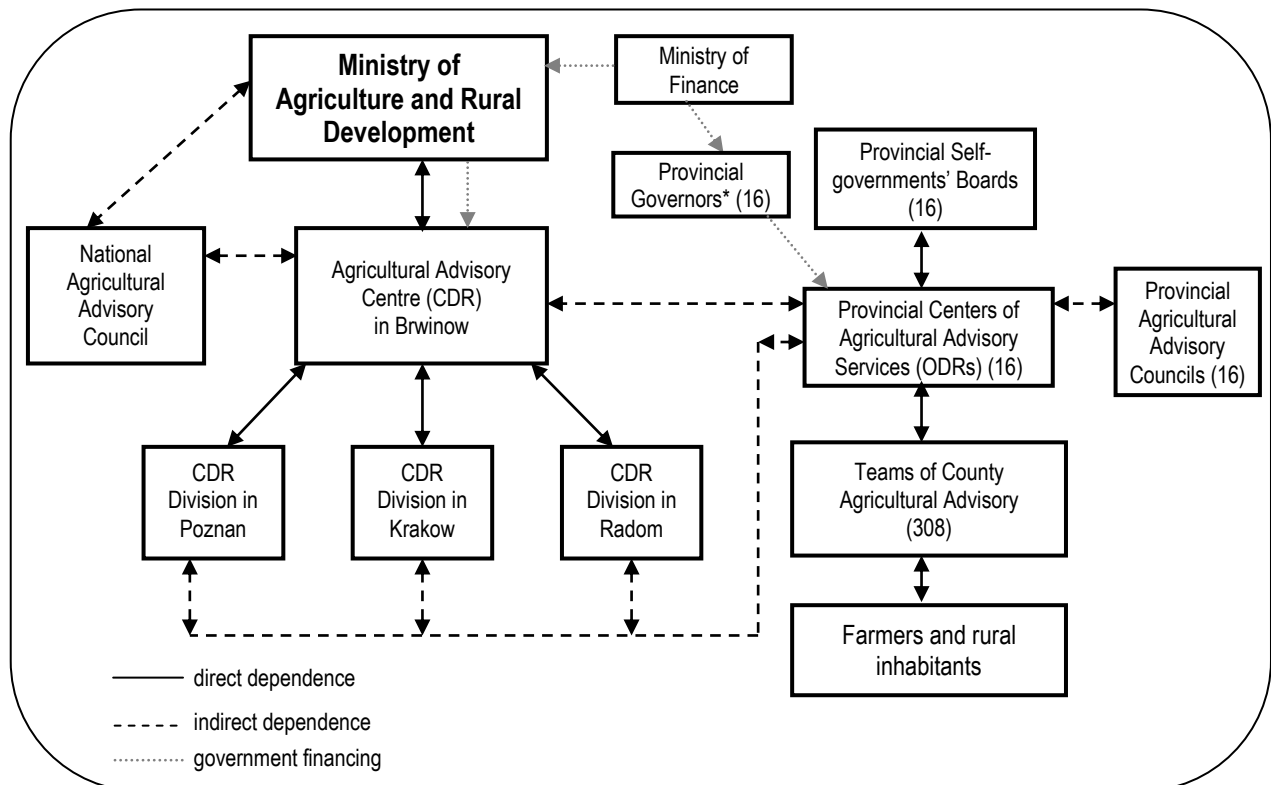 Ministry of
Agriculture and Rural
Development
Ministry of
Finance
Provincial
Governors* (16)
Provincial Self-
governments’ Boards
(16)
National
Agricultural
Advisory
Council
Agricultural Advisory
Centre (CDR)
in Brwinow
Provincial Centers of
Agricultural Advisory
Services (ODRs) (16)
Provincial
Agricultural
Advisory
Councils (16)
CDR
Division in
Poznan
CDR
Division in
Krakow
CDR
Division in
Radom
Teams of County
Agricultural Advisory
(308)
Farmers and rural
inhabitants
direct dependence
indirect dependence
government financing